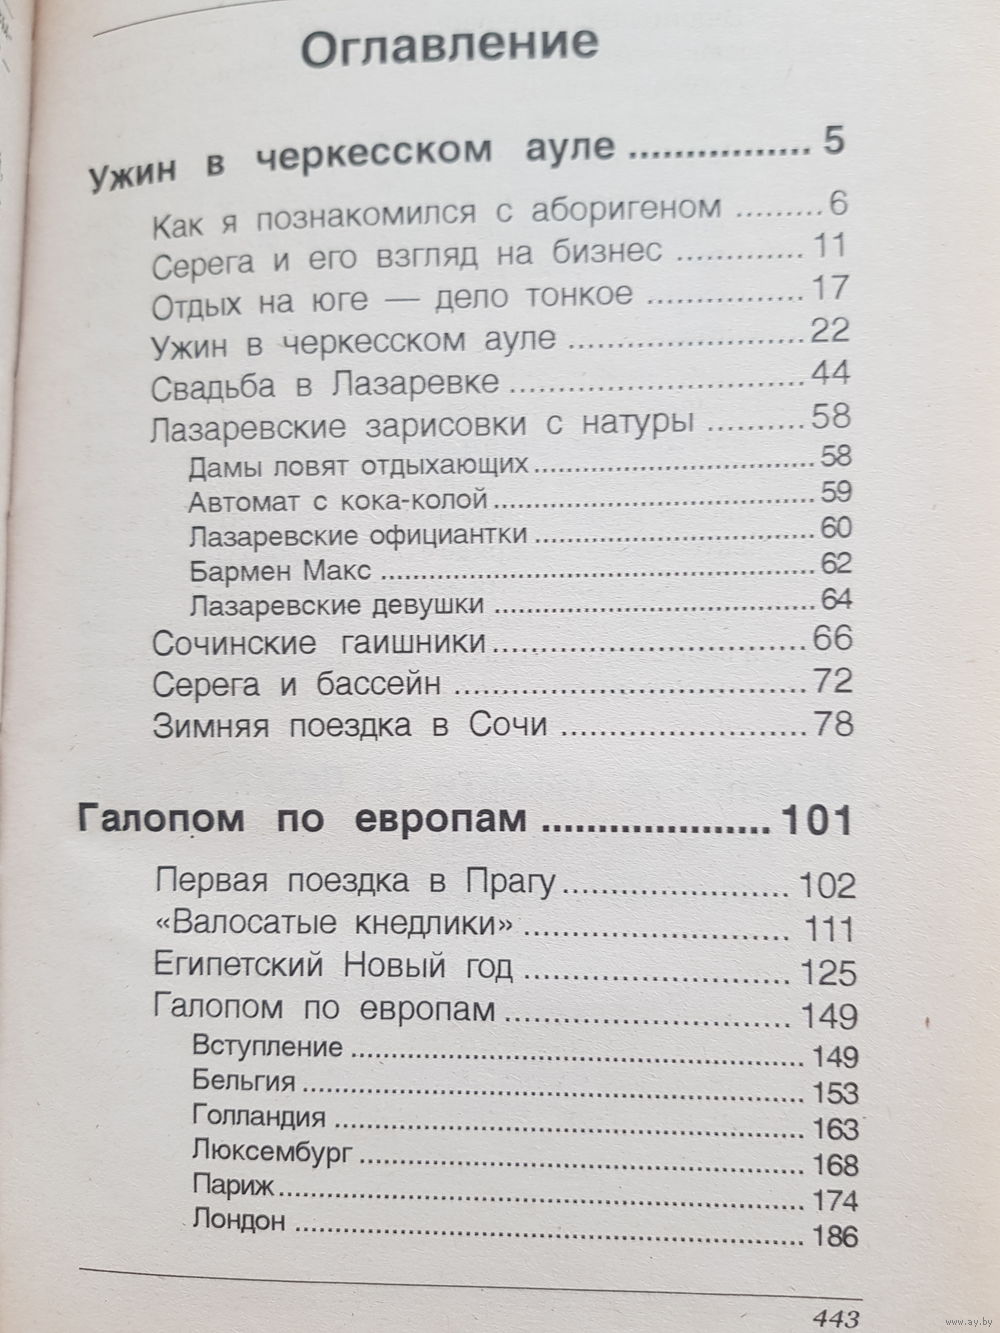 Оглавление
Ужин в черкесском ауле ................ 5
Как я познакомился с аборигеном .........6
Серега и его взгляд на бизнес ............. 11
Отдых на юге — дело тонкое ................17
Ужин в черкесском ауле ........................22
Свадьба в Лазаревке ..............................44
Лазаревские зарисовки с натуры ..........58
Дамы ловят отдыхающих...................................58
Автомат с кока-колой........................................59
Лазаревские официантки ...................................60
Бармен Макс ......................................................62
Лазаревские девушки ........................................64
Сочинские гаишники................................66
Серега и бассейн ....................................72
Зимняя поездка в Сочи .........................78
Галопом по европам ..................... 101
Первая поездка в Прагу....................... 102
«Валосатые кнедлики» ........................... 111
Египетский Новый год ........................... 125
Галопом по европам ............................. 149
Вступление ......................................................... 149
Бельгия ............................................................... 153
Голландия ........................................................... 163
Люксембург ........................................................ 168
Париж.................................................................. 174
Лондон ................................................................ 186
443
www.ay.by